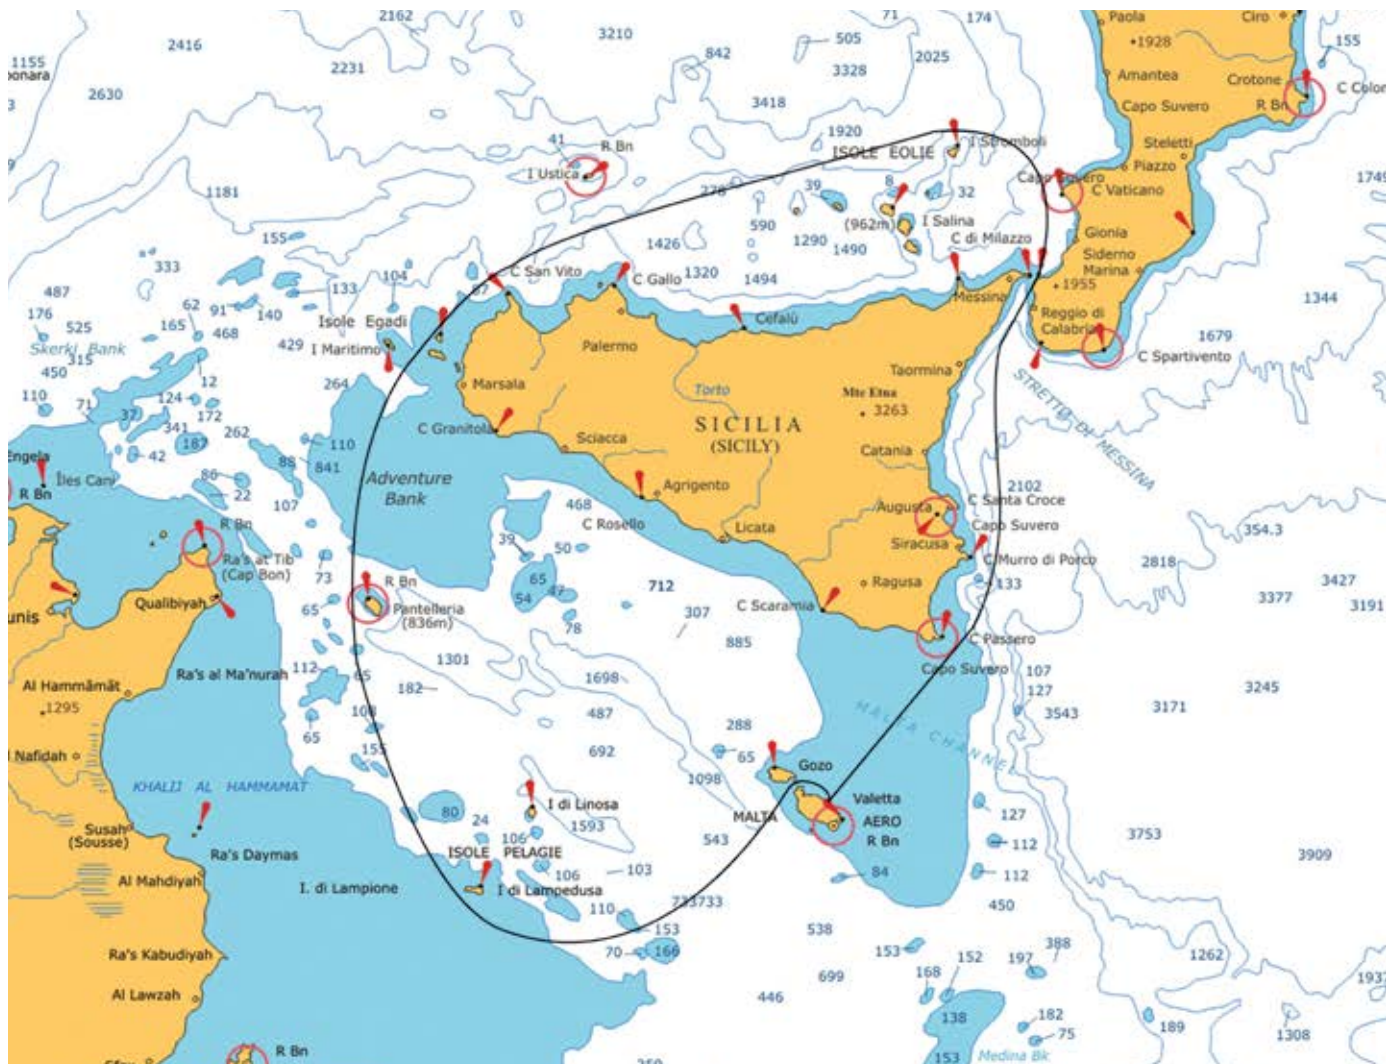 2162
71
174
Paola
Ciro
2416
3210
842
505
2025
1928
155
1155
onara
2231
3328
Amantea
Crotone
C Colon
2630
3418
Capo Suvero
R Bn
1920
41
R Bn
ISOLE EOLIE
I Stromboli
Steletti
I Ustica
Piazzo
1181
276
39
8
32
Capo Suvero
C Vaticano
1749
590
(962m)
I Salina
155
1426
1290
1490
C di Milazzo
Gionia
333
104
C San Vito
1320
1494
Siderno
Marina
487
133
C Gallo
Messina
1955
1344
176
62
91
140
Isole Egadi
Cefalù
Reggio di
Calabria
525
165
468
1679
Skerki Bank
429
I Maritimo
Palermo
C Spartivento
315
Taormina
450
12
264
Marsala
Torto
Mte Etna
STRETTO DI MESSINA
110
71
124
172
3263
37
341
262
C Granitola
SICILIA
(SICILY)
187
110
Sciacca
Catania
Engela
42
88
841
Adventure
Bank
Îles Cani
86
Agrigento
2102
R Bn
22
107
468
C Santa Croce
Augusta
R Bn
C Rosello
Licata
Capo Suvero
354.3
Ra's at Tib
(Cap Bon)
39
50
Siracusa
C Murro di Porco
2818
73
R Bn
65
712
Ragusa
133
3427
unis
Qualibiyah
65
Pantelleria
(836m)
54
47
307
C Scaramia
3377
3191
78
885
C Passero
112
1301
Ra's al Ma'nurah
65
1698
Capo Suvero
107
Al Hammāmāt
182
127
3245
1295
487
3543
3171
65
288
MALTA CHANNEL
l Nafidah
155
692
65
Gozo
KHALIJ AL HAMMAMAT
1098
Valetta
80
I di Linosa
127
Susah
(Sousse)
24
1593
MALTA
AERO
3753
106
543
R Bn
112
Ra's Daymas
ISOLE PELAGIE
3909
Al Mahdiyah
I. di Lampione
106
103
84
112
I di Lampedusa
733733
450
110
153
538
388
Ra's Kabudiyah
70
166
153
1262
197
699
168
152
1937
Al Lawzah
446
138
182
189
1308
75
R Bn
153
Medina Bk